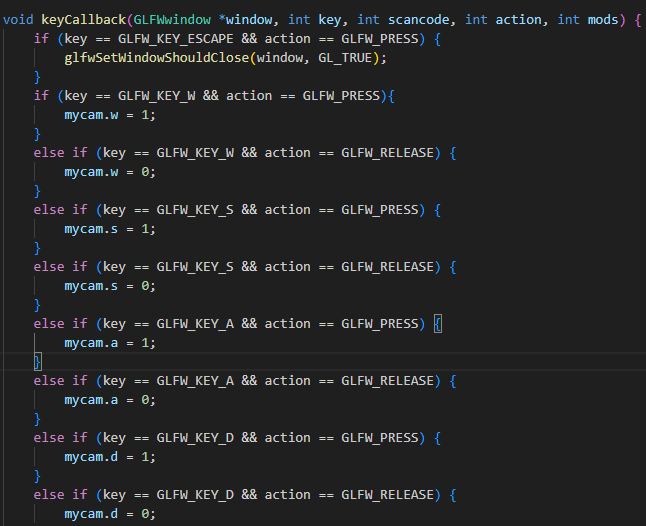 void keyCallback(GLFWwindow *window, int key, int scancode, int action, int mods) {
    if (key == GLFW_KEY_ESCAPE && action == GLFW_PRESS) {
        glfwSetWindowShouldClose(window, GL_TRUE);
    }
    if (key == GLFW_KEY_W && action == GLFW_PRESS){
        mycam.w = 1;
    }
    else if (key == GLFW_KEY_W && action == GLFW_RELEASE) {
        mycam.w = 0;
    }
    else if (key == GLFW_KEY_S && action == GLFW_PRESS) {
        mycam.s = 1;
    }
    else if (key == GLFW_KEY_S && action == GLFW_RELEASE) {
        mycam.s = 0;
    }
    else if (key == GLFW_KEY_A && action == GLFW_PRESS) {
        mycam.a = 1;
    }
    else if (key == GLFW_KEY_A && action == GLFW_RELEASE) {
        mycam.a = 0;
    }
    else if (key == GLFW_KEY_D && action == GLFW_PRESS) {
        mycam.d = 1;
    }
    else if (key == GLFW_KEY_D && action == GLFW_RELEASE) {
        mycam.d = 0;